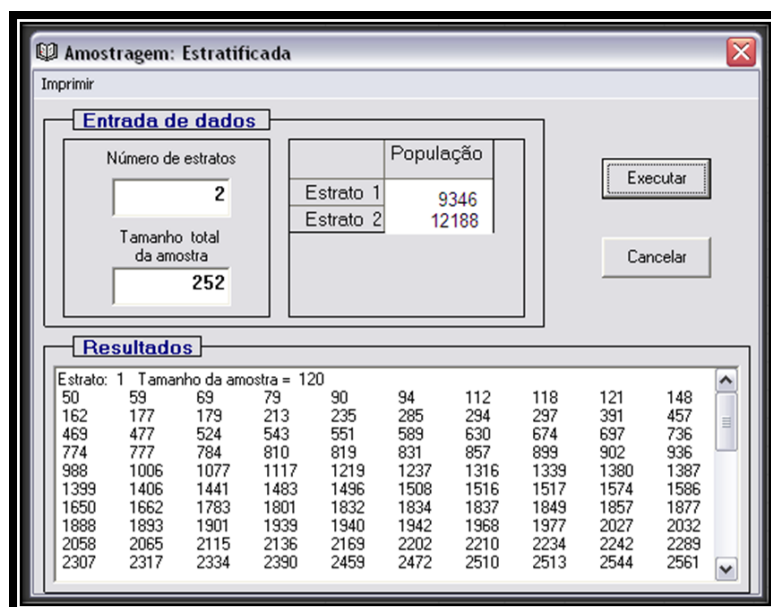 Amostragem: Estratificada
Imprimir
Entrada de dados
Número de estratos
2
Tamanho total
da amostra
252
População
Estrato 1 9346
Estrato 2 12188
Executar
Cancelar
Resultados
Estrato: 1 Tamanho da amostra = 120
50 59 69 79 90 94 112 118 121 148
162 177 179 213 235 285 294 297 391 457
469 477 524 543 551 589 630 674 697 736
774 777 784 810 819 831 857 899 902 936
988 1006 1077 1117 1219 1237 1316 1339 1380 1387
1399 1406 1441 1483 1496 1508 1516 1517 1574 1586
1650 1662 1783 1801 1832 1834 1837 1849 1857 1877
1888 1893 1901 1939 1940 1942 1968 1977 2027 2032
2058 2065 2115 2136 2169 2202 2210 2234 2242 2289
2307 2317 2334 2390 2459 2472 2510 2513 2544 2561